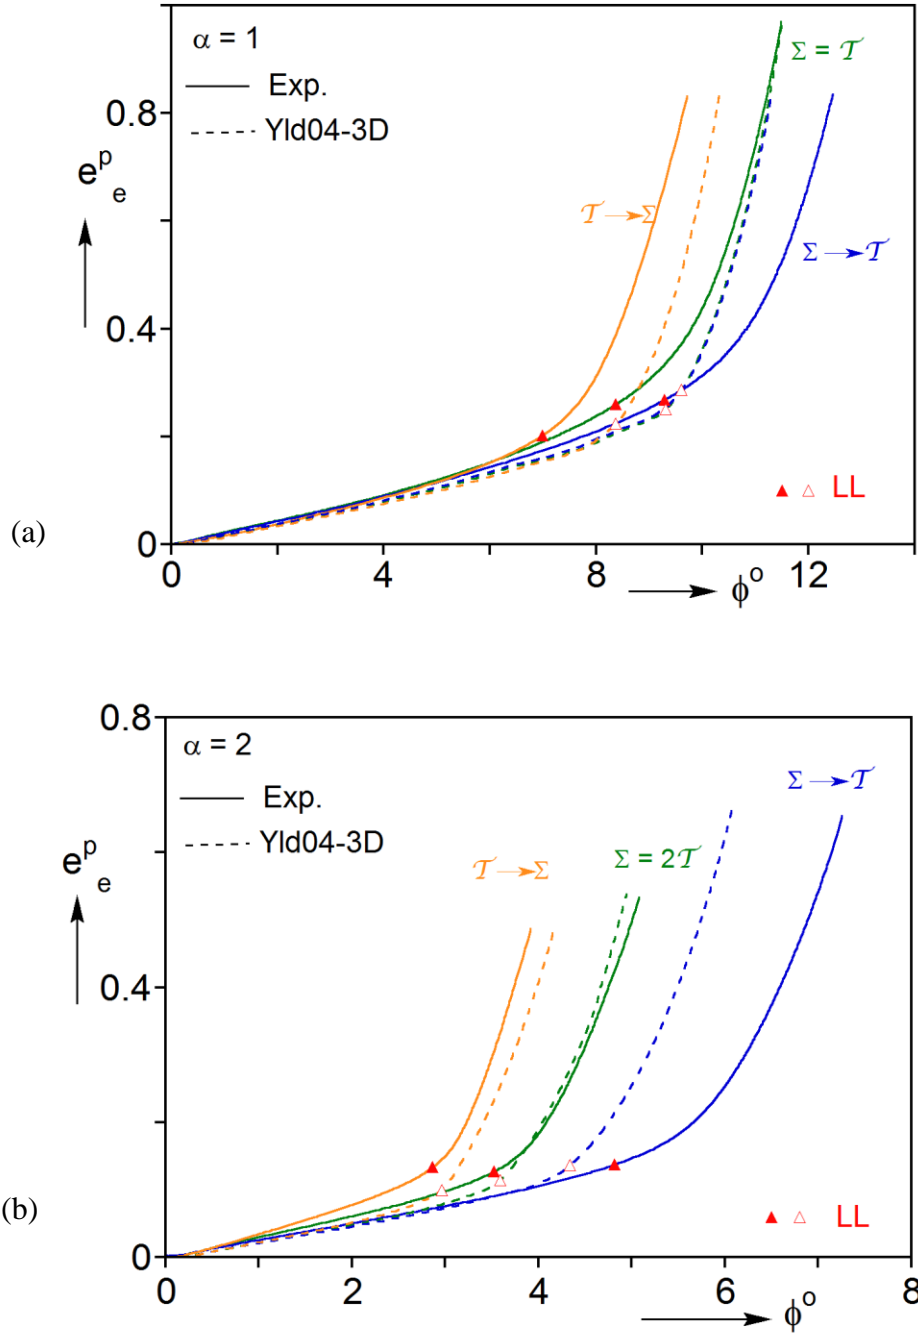 α = 1
Exp.
Yld04-3D
Σ = 𝒯
0.8
e^p_e
𝒯→Σ
Σ→𝒯
0.4
LL
(a)
0
0 4 8 12
ϕ^o
0.8
α = 2
Exp.
Yld04-3D
Σ→𝒯
e^p_e
𝒯→Σ
Σ = 2𝒯
0.4
(b)
LL
0
0 2 4 6 8
ϕ^o